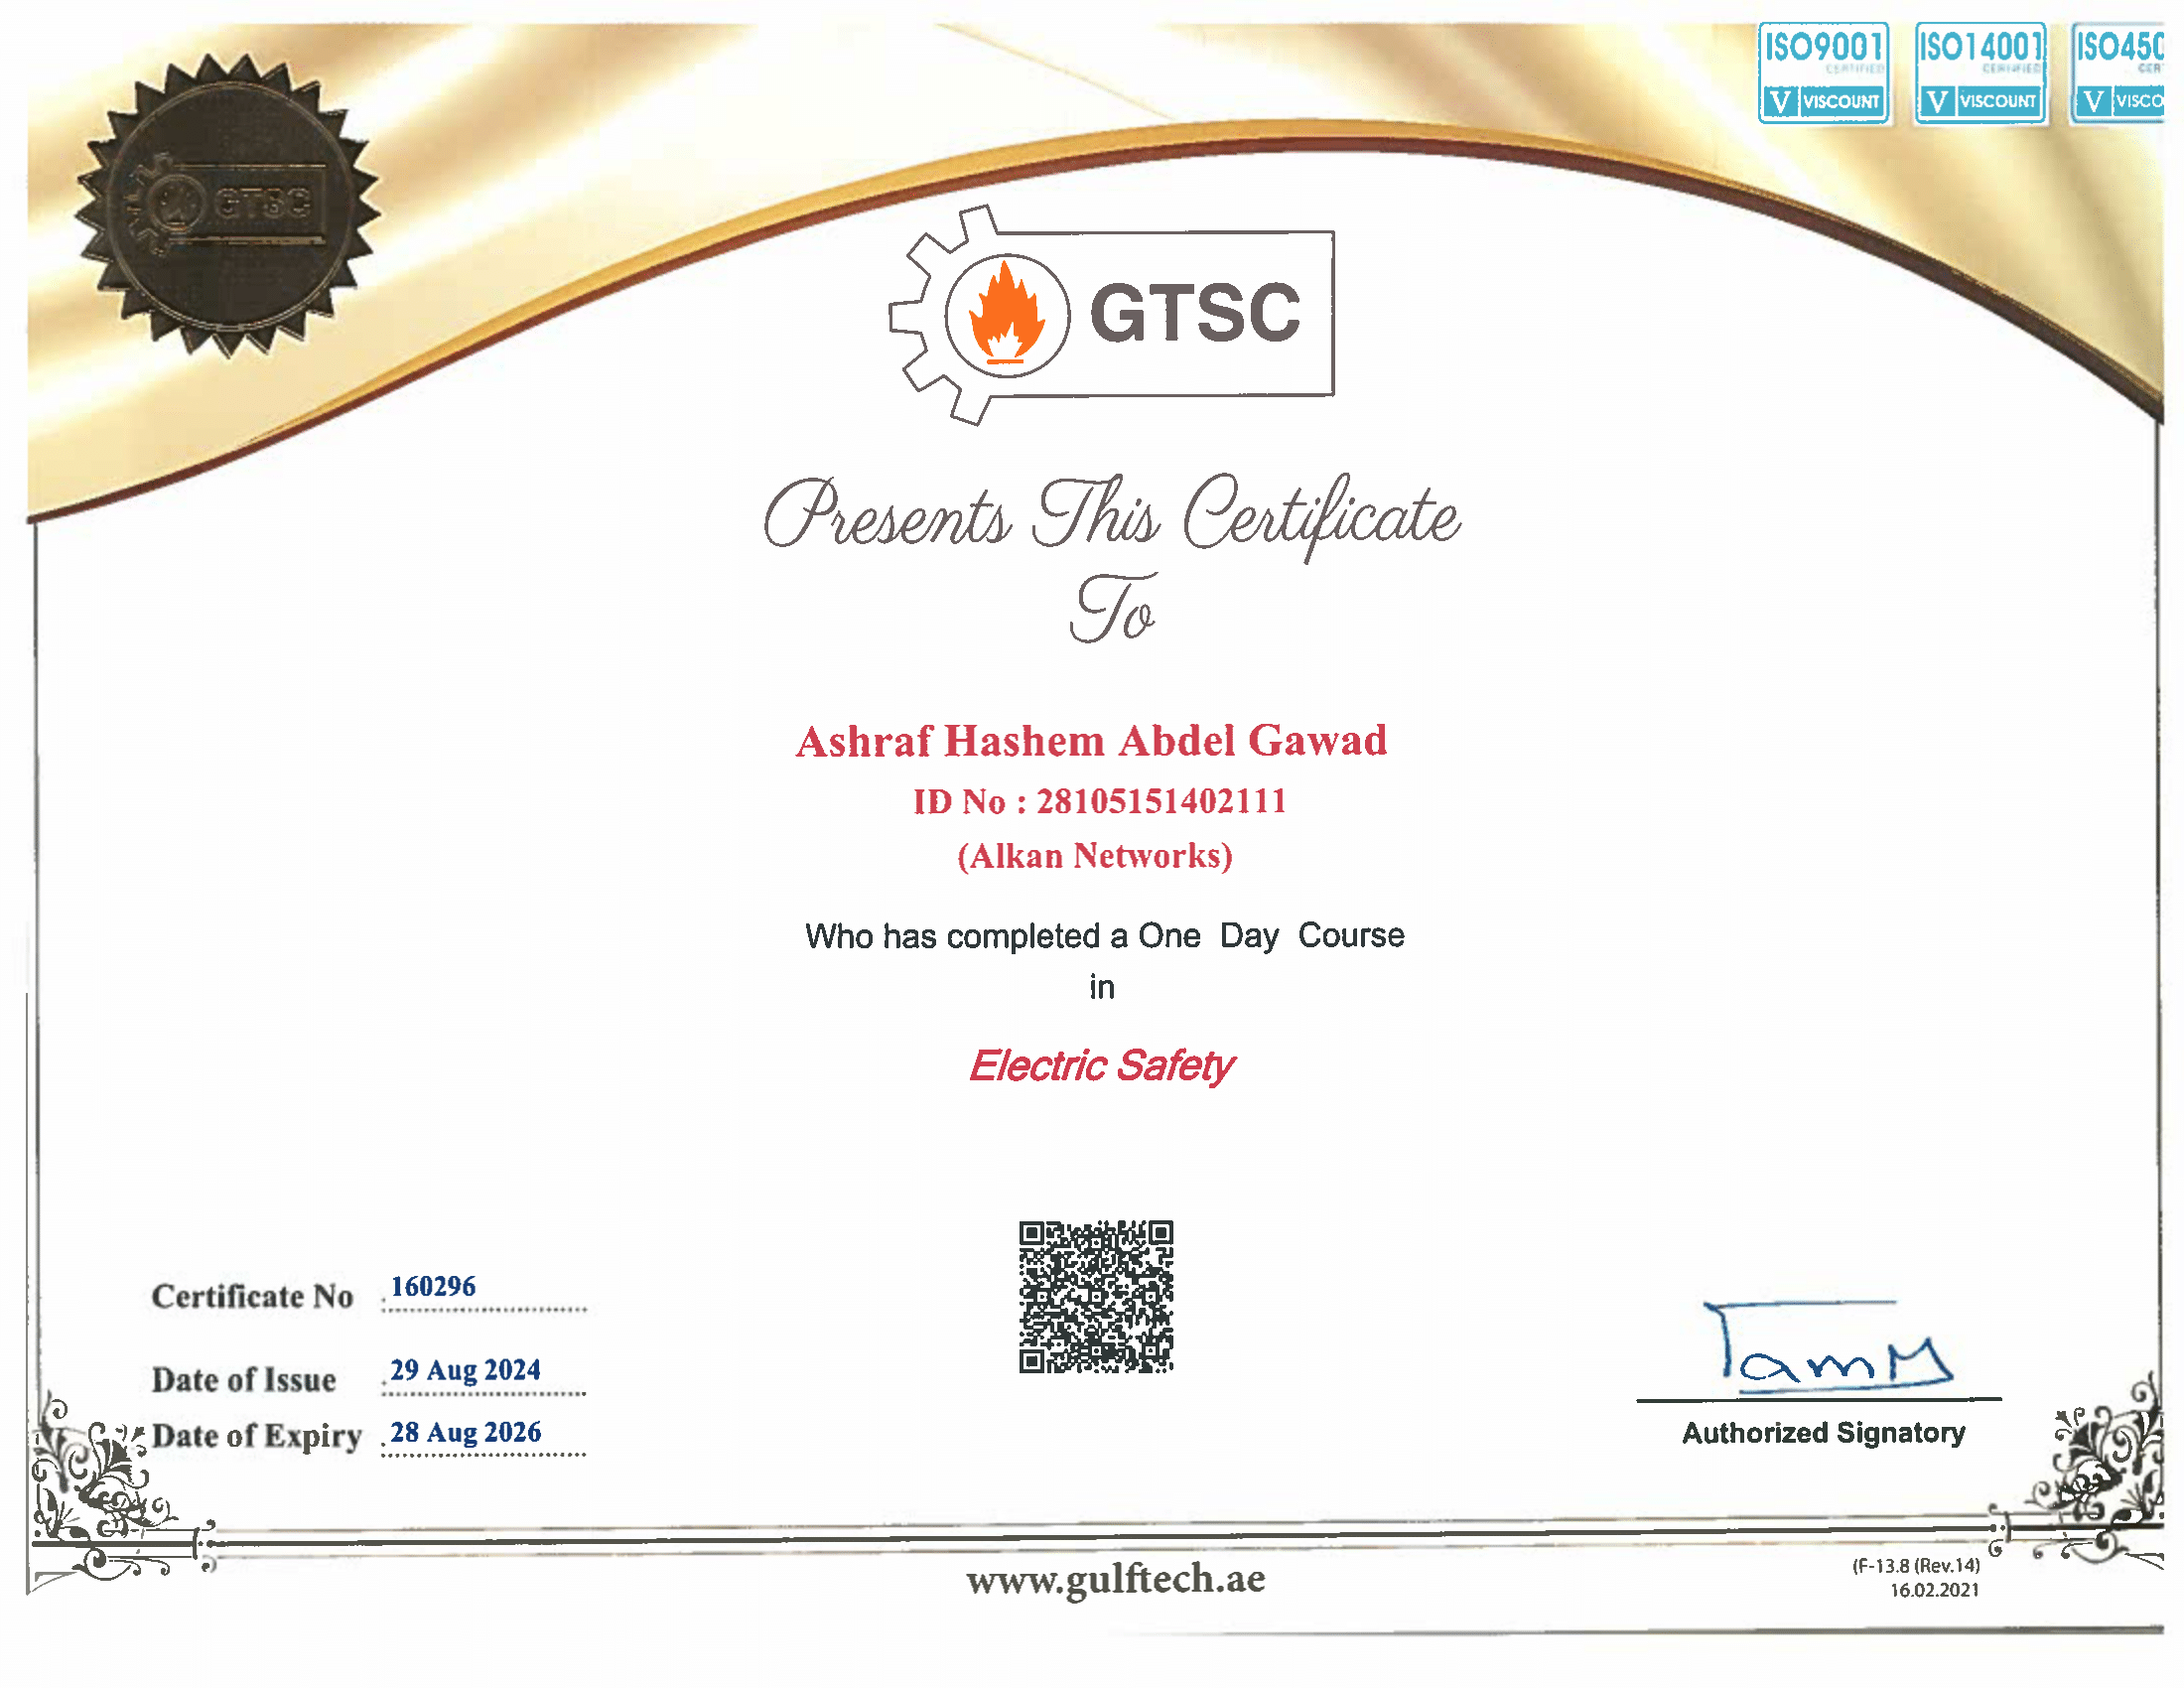 ISO9001
CERTIFIED
V VISCOUNT
ISO14001
CERTIFIED
V VISCOUNT
ISO450
CER
V VISCO
GTSC
GTSC
Presents This Certificate
To
Ashraf Hashem Abdel Gawad
ID No : 28105151402111
(Alkan Networks)
Who has completed a One Day Course
in
Electric Safety
Certificate No 160296
Date of Issue 29 Aug 2024
Date of Expiry 28 Aug 2026
Authorized Signatory
www.gulftech.ae
(F-13.8 (Rev.14)
16.02.2021